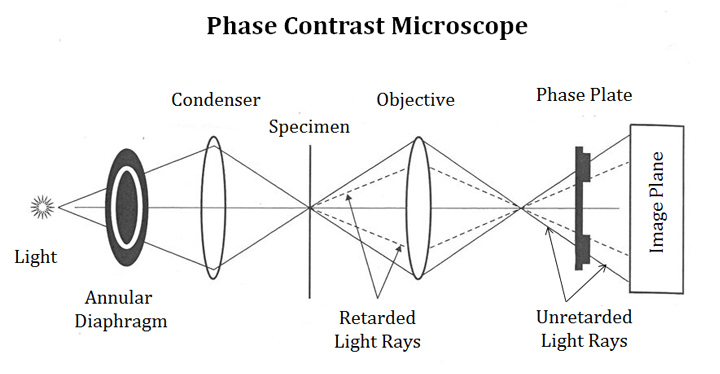 Phase Contrast Microscope
Condenser
Objective
Phase Plate
Specimen
Image Plane
Light
Annular
Diaphragm
Retarded
Light Rays
Unretarded
Light Rays